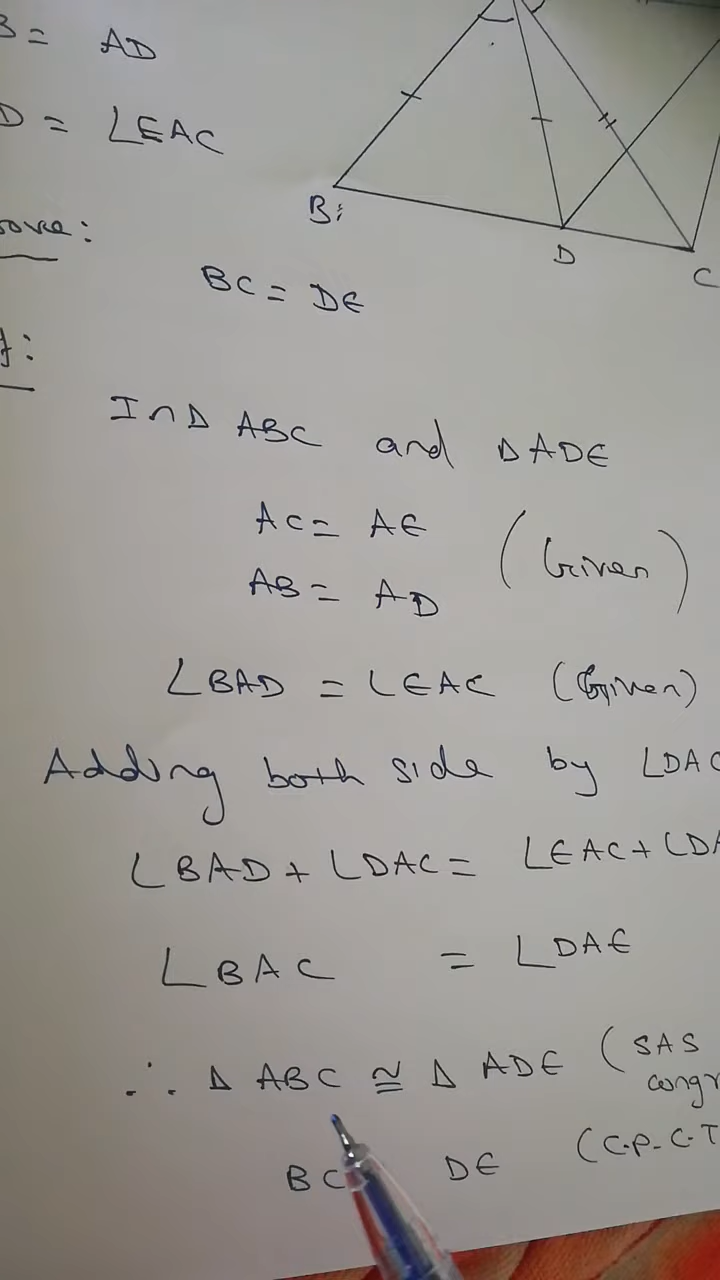 B = AD
D = ∠EAC
B
D
C
ove:
BC = DE
f:
In Δ ABC and Δ ADE
AC = AE
(Given)
AB = AD
∠BAD = ∠EAC (Given)
Adding both side by ∠DAC
∠BAD + ∠DAC = ∠EAC + ∠DA
∠BAC = ∠DAE
∴ Δ ABC ≅ Δ ADE (SAS
congr
BC DE (C.P.C.T